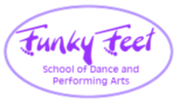 Funky Feet
School of Dance and
Performing Arts